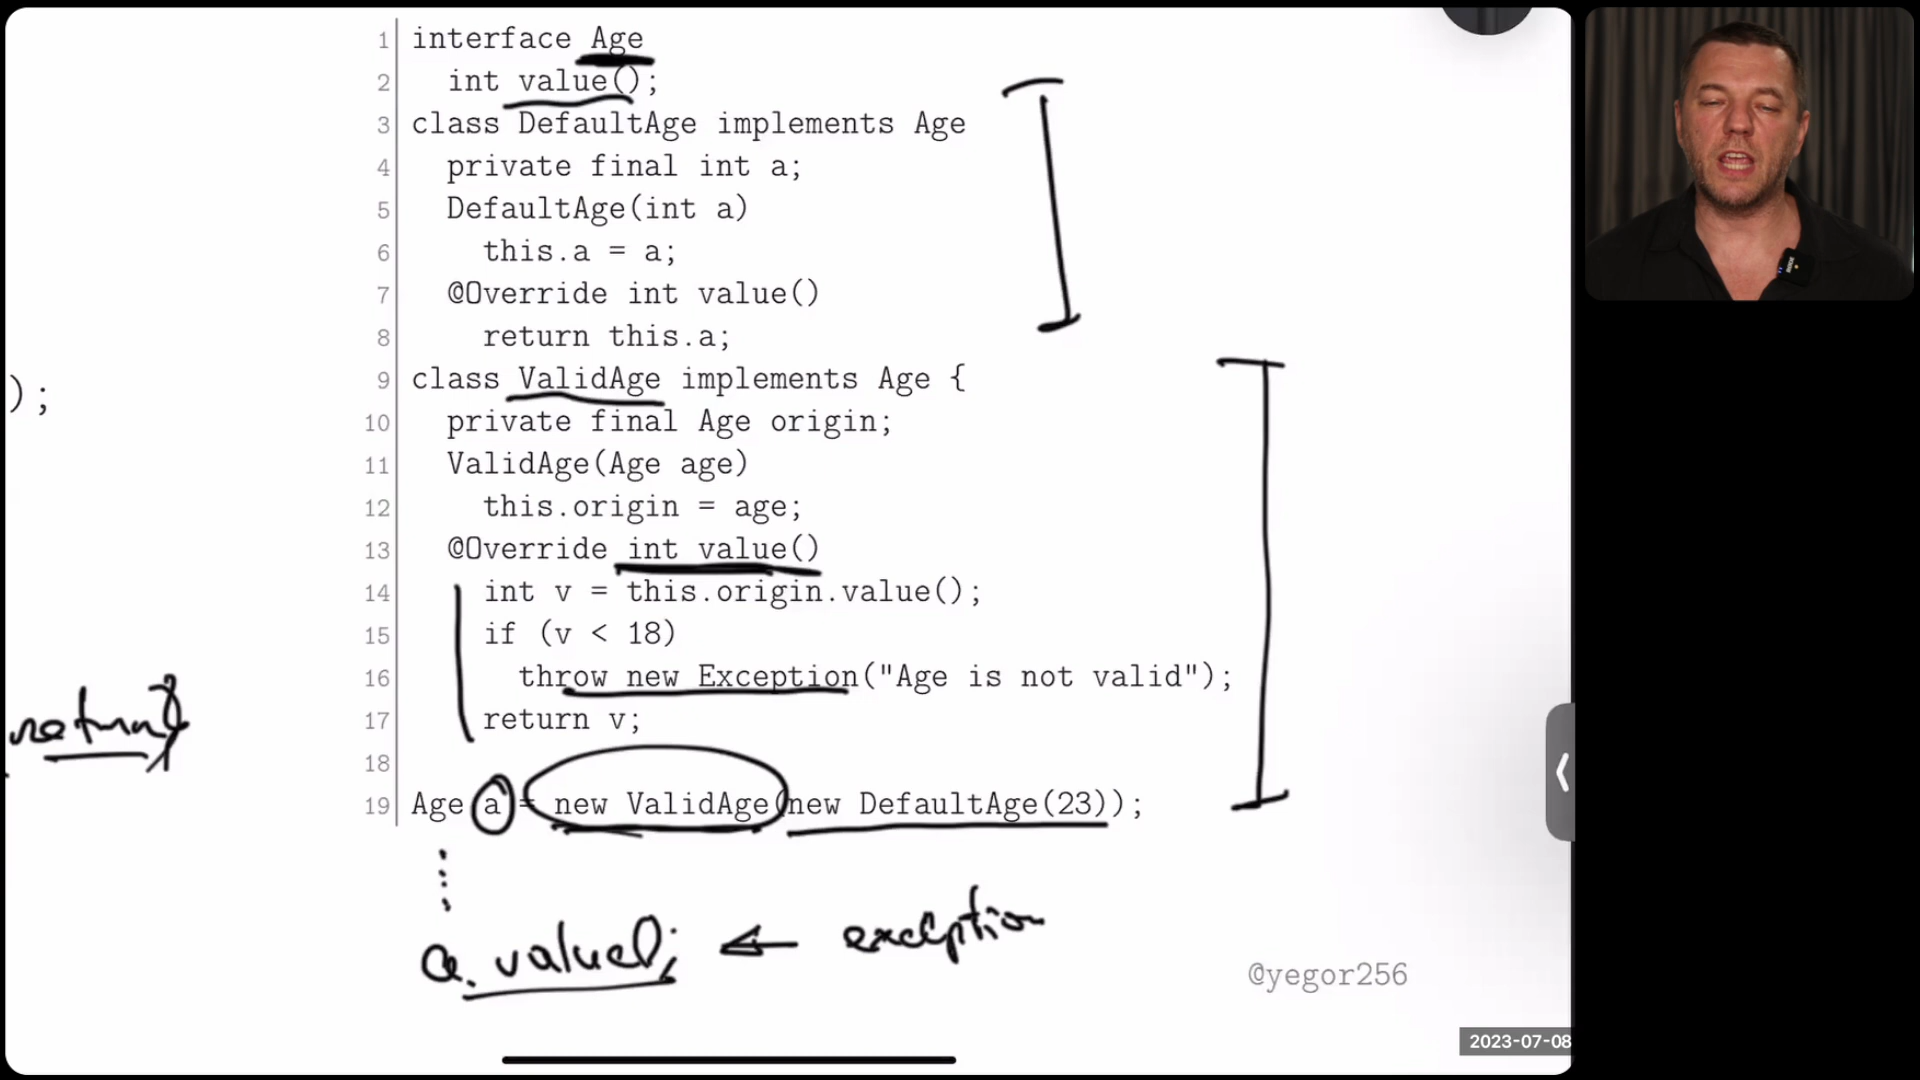 1 interface Age
2 int value();
3 class DefaultAge implements Age
4 private final int a;
5 DefaultAge(int a)
6 this.a = a;
7 @Override int value()
8 return this.a;
9 class ValidAge implements Age {
);
10 private final Age origin;
11 ValidAge(Age age)
12 this.origin = age;
13 @Override int value()
14 int v = this.origin.value();
15 if (v < 18)
16 throw new Exception("Age is not valid");
17 return v;
return}
18
19 Age a = new ValidAge(new DefaultAge(23));
a. value(); ← exception
@yegor256
2023-07-08